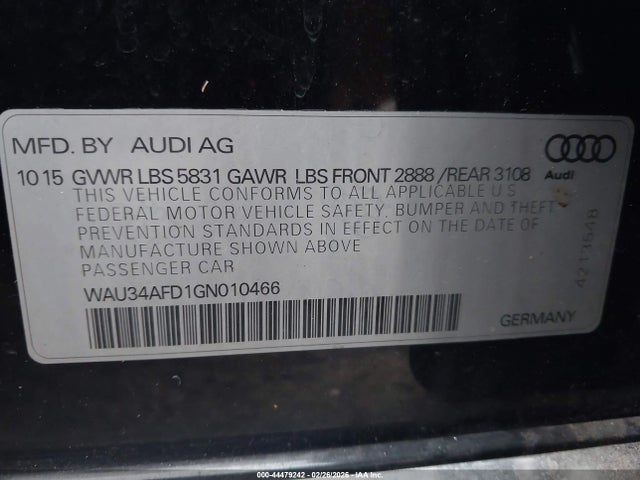 MFD. BY AUDI AG
Audi
10 15 GVWR LBS 5831 GAWR LBS FRONT 2888 /REAR 3108
THIS VEHICLE CONFORMS TO ALL APPLICABLE U S
FEDERAL MOTOR VEHICLE SAFETY, BUMPER AND THEFT
PREVENTION STANDARDS IN EFFECT ON THE DATE OF
MANUFACTURE SHOWN ABOVE
PASSENGER CAR
WAU34AFD1GN010466
GERMANY
4213648
000-44479242 - 02/26/2026 - IAA Inc.